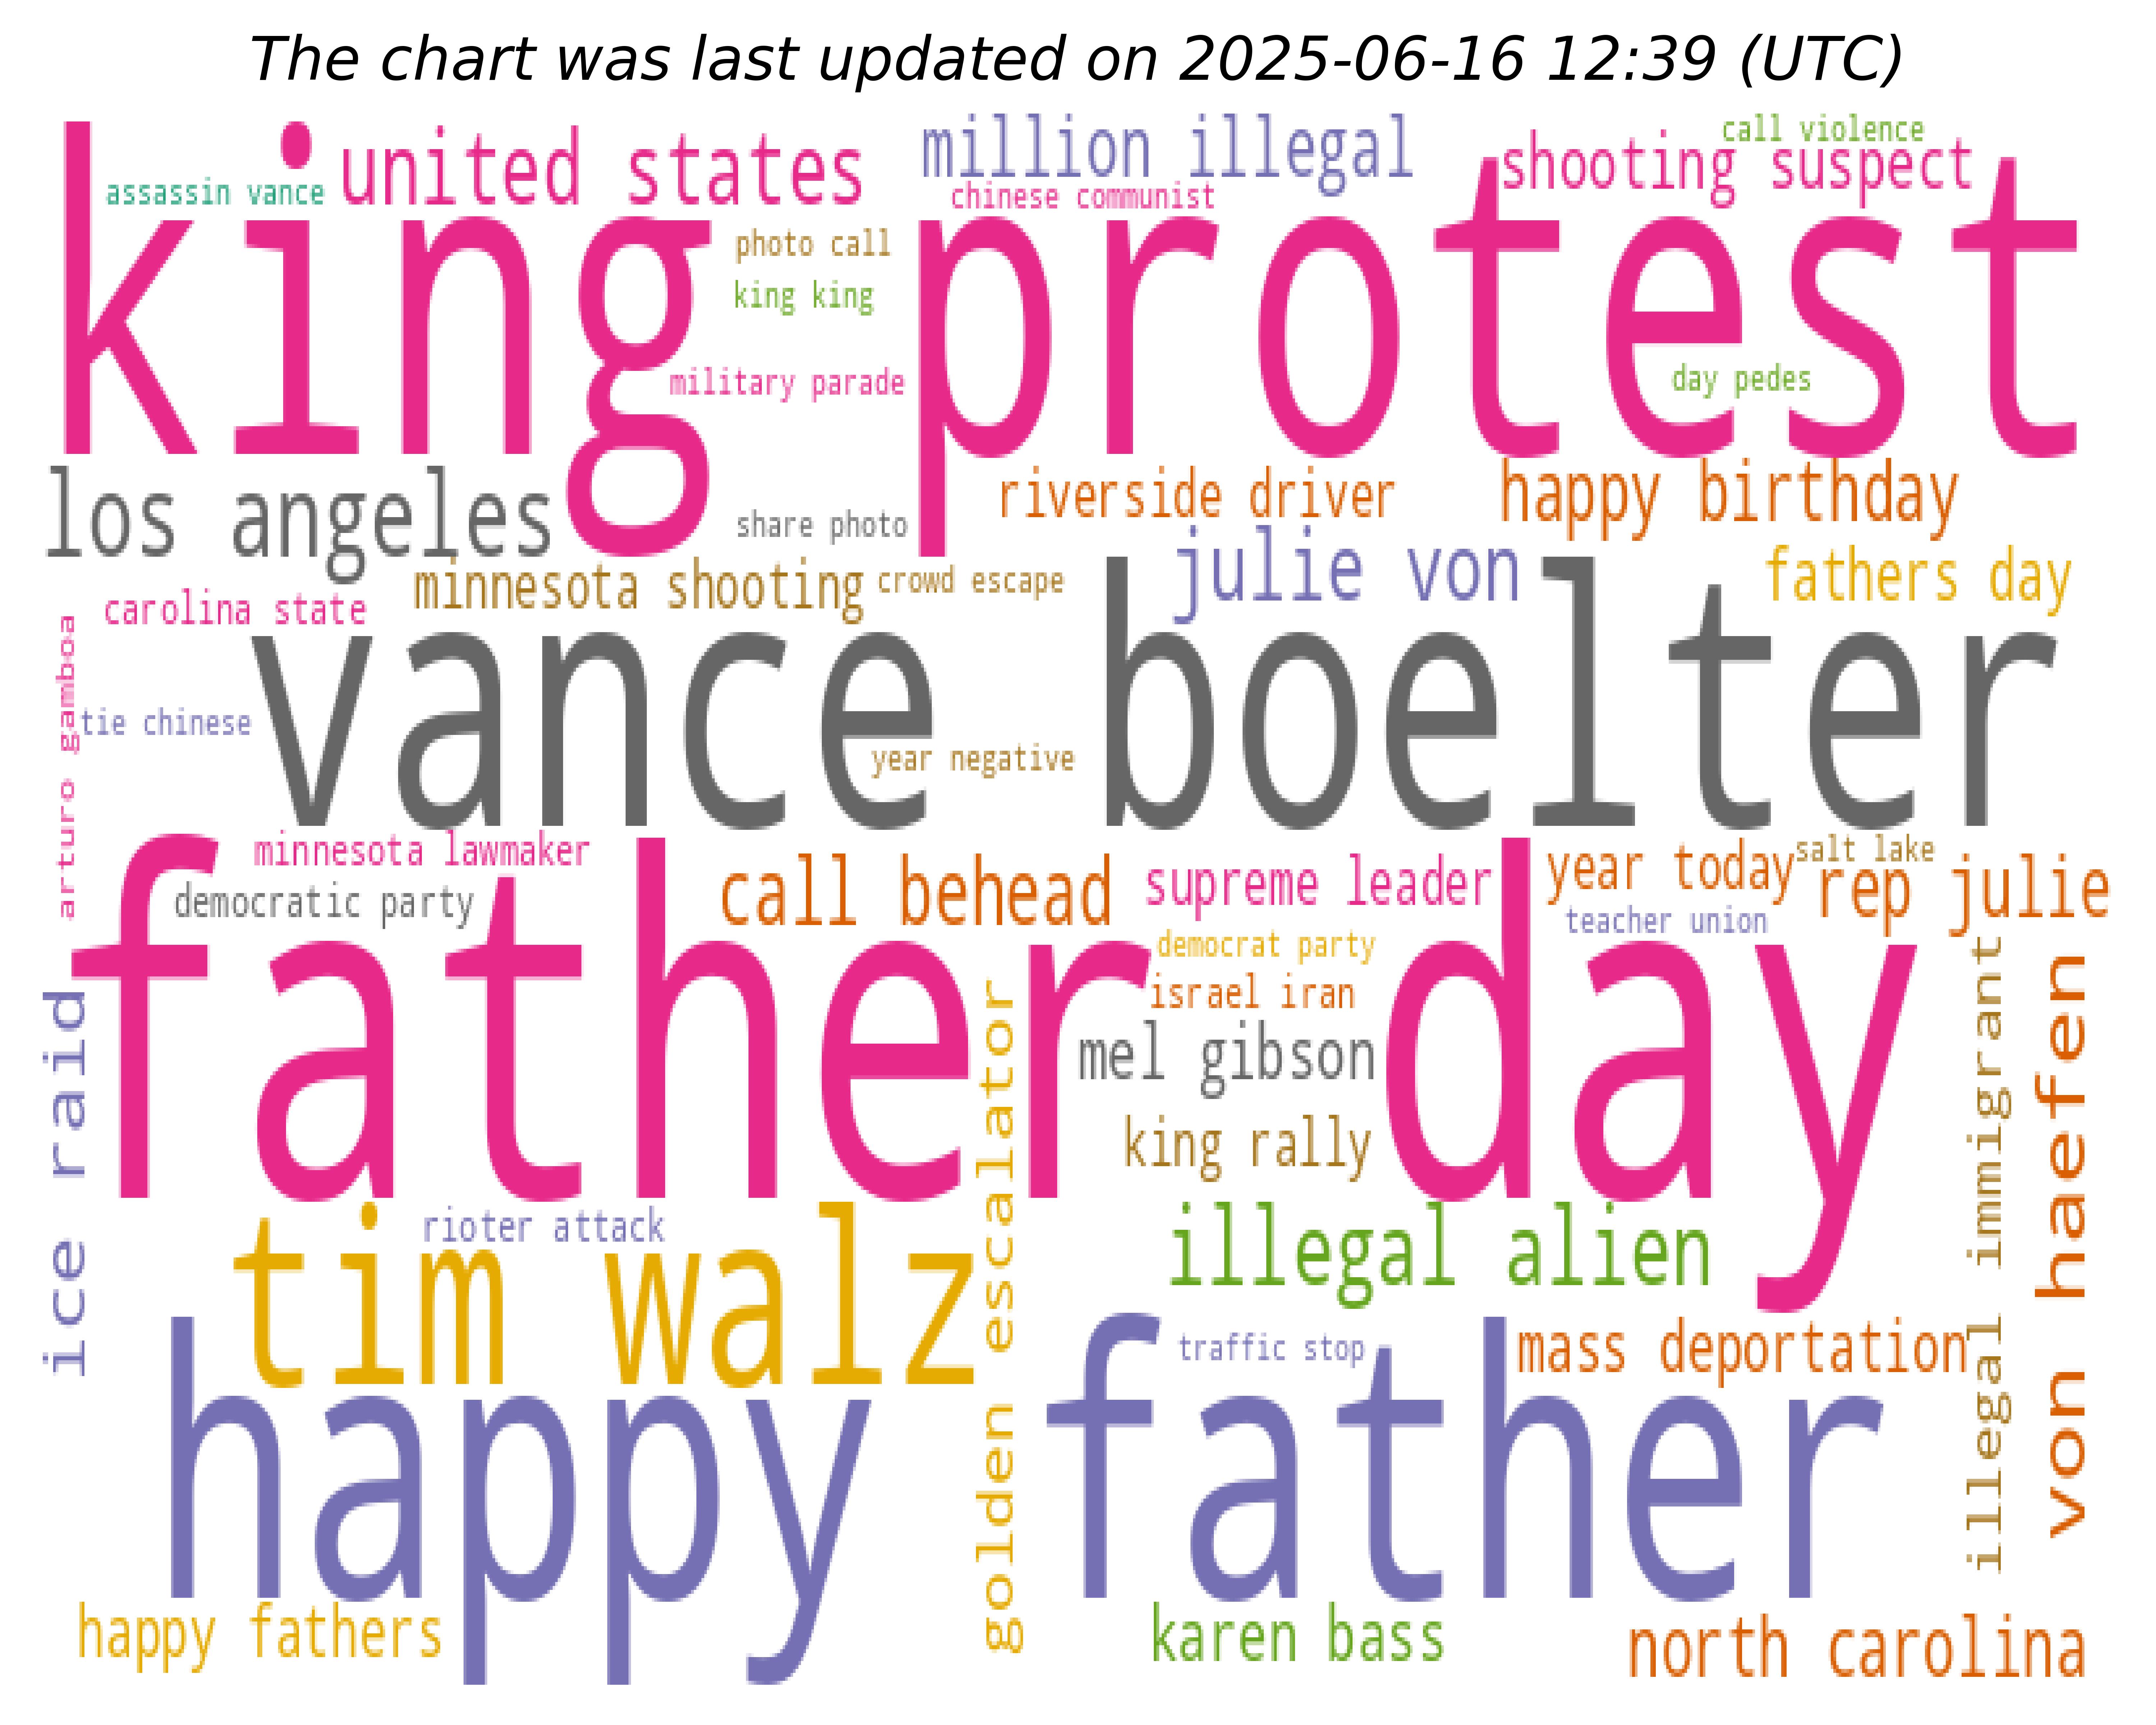 The chart was last updated on 2025-06-16 12:39 (UTC)
king protest
united states
million illegal
call violence
shooting suspect
assassin vance
chinese communist
photo call
king king
military parade
day pedes
los angeles
riverside driver
happy birthday
share photo
julie von
fathers day
minnesota shooting
crowd escape
carolina state
vance boelter
arturo gamboa
tie chinese
year negative
father day
minnesota lawmaker
call behead
supreme leader
year today
salt lake
rep julie
democratic party
teacher union
democrat party
israel iran
mel gibson
king rally
ice raid
golden escalator
illegal immigrant
von haefen
tim walz
rioter attack
illegal alien
happy father
traffic stop
mass deportation
happy fathers
karen bass
north carolina